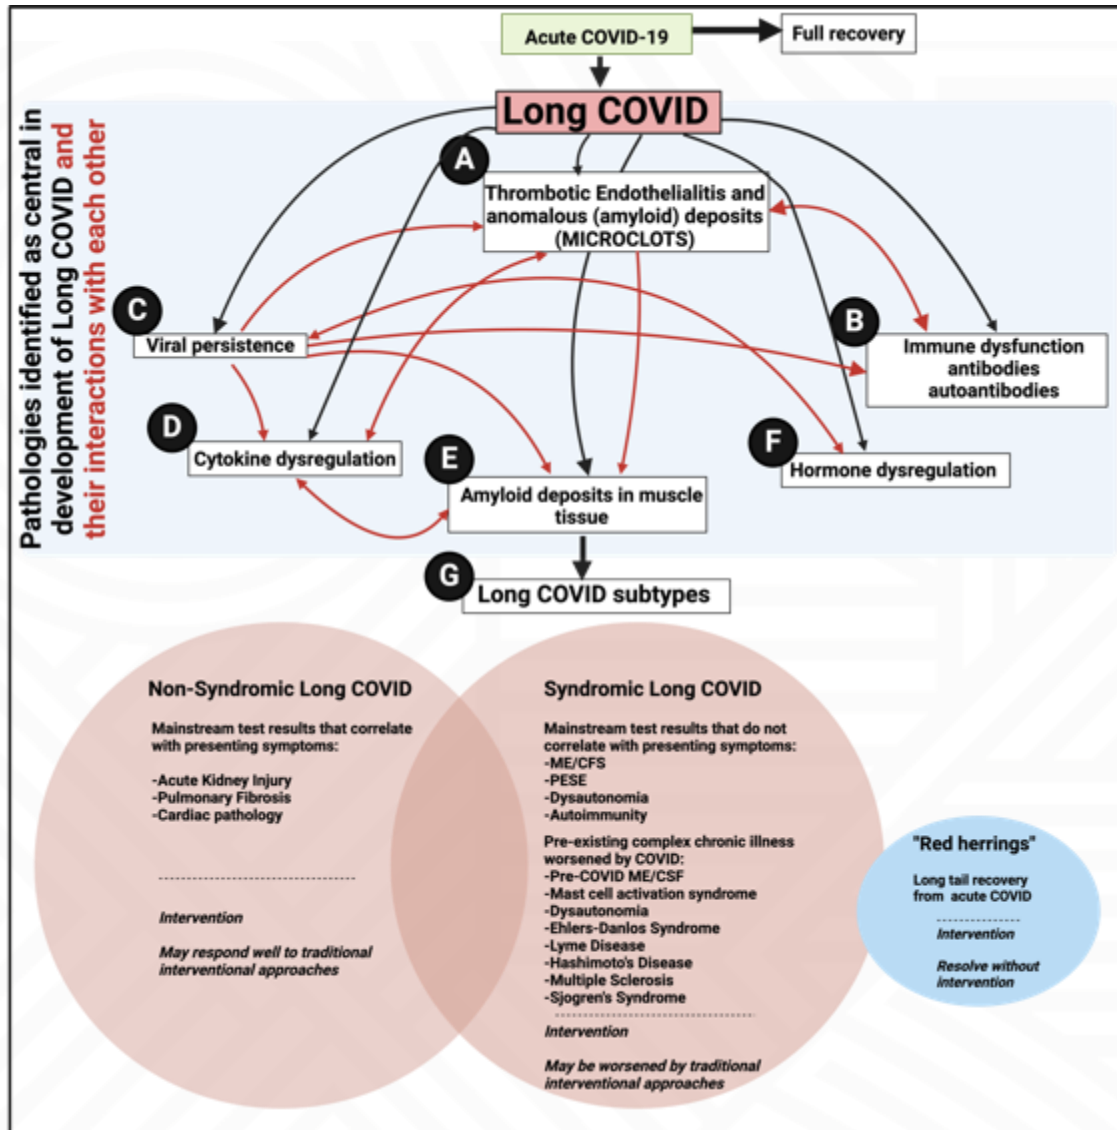 Acute COVID-19
Full recovery
Long COVID
Pathologies identified as central in
development of Long COVID and
their interactions with each other
A
Thrombotic Endothelialitis and
anomalous (amyloid) deposits
(MICROCLOTS)
C
Viral persistence
B
Immune dysfunction
antibodies
autoantibodies
D
Cytokine dysregulation
E
Amyloid deposits in muscle
tissue
F
Hormone dysregulation
G
Long COVID subtypes
Non-Syndromic Long COVID
Mainstream test results that correlate
with presenting symptoms:
-Acute Kidney Injury
-Pulmonary Fibrosis
-Cardiac pathology
Intervention
May respond well to traditional
interventional approaches
Syndromic Long COVID
Mainstream test results that do not
correlate with presenting symptoms:
-ME/CFS
-PESE
-Dysautonomia
-Autoimmunity
Pre-existing complex chronic illness
worsened by COVID:
-Pre-COVID ME/CSF
-Mast cell activation syndrome
-Dysautonomia
-Ehlers-Danlos Syndrome
-Lyme Disease
-Hashimoto's Disease
-Multiple Sclerosis
-Sjogren's Syndrome
Intervention
May be worsened by traditional
interventional approaches
"Red herrings"
Long tail recovery
from acute COVID
Intervention
Resolve without
intervention